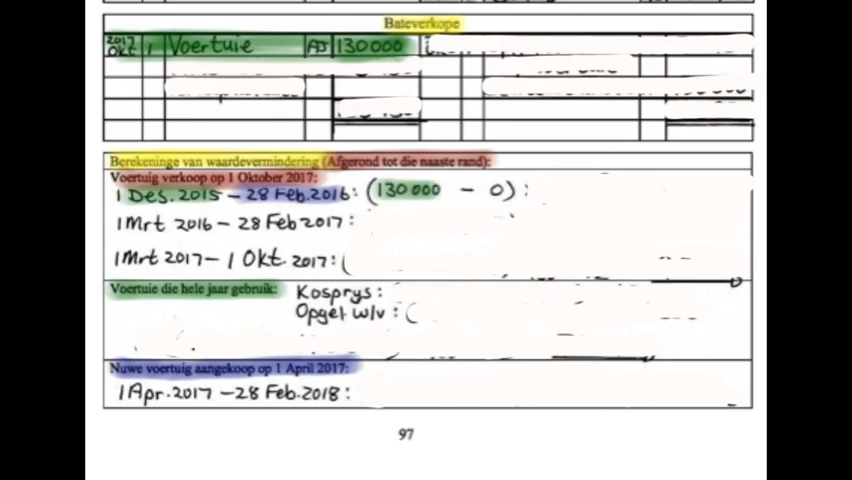 Bateverkope
2017 Okt 1 Voertuie AJ 130 000
Berekeninge van waardevermindering (Afgerond tot die naaste rand):
Voertuig verkoop op 1 Oktober 2017:
1 Des. 2015 – 28 Feb. 2016: (130 000 – 0):
1 Mrt 2016 – 28 Feb 2017:
1 Mrt 2017 – 1 Okt. 2017: (
Voertuie die hele jaar gebruik: Kosprys:
Opgel w/v: (
Nuwe voertuig aangekoop op 1 April 2017:
1 Apr. 2017 – 28 Feb. 2018:
97